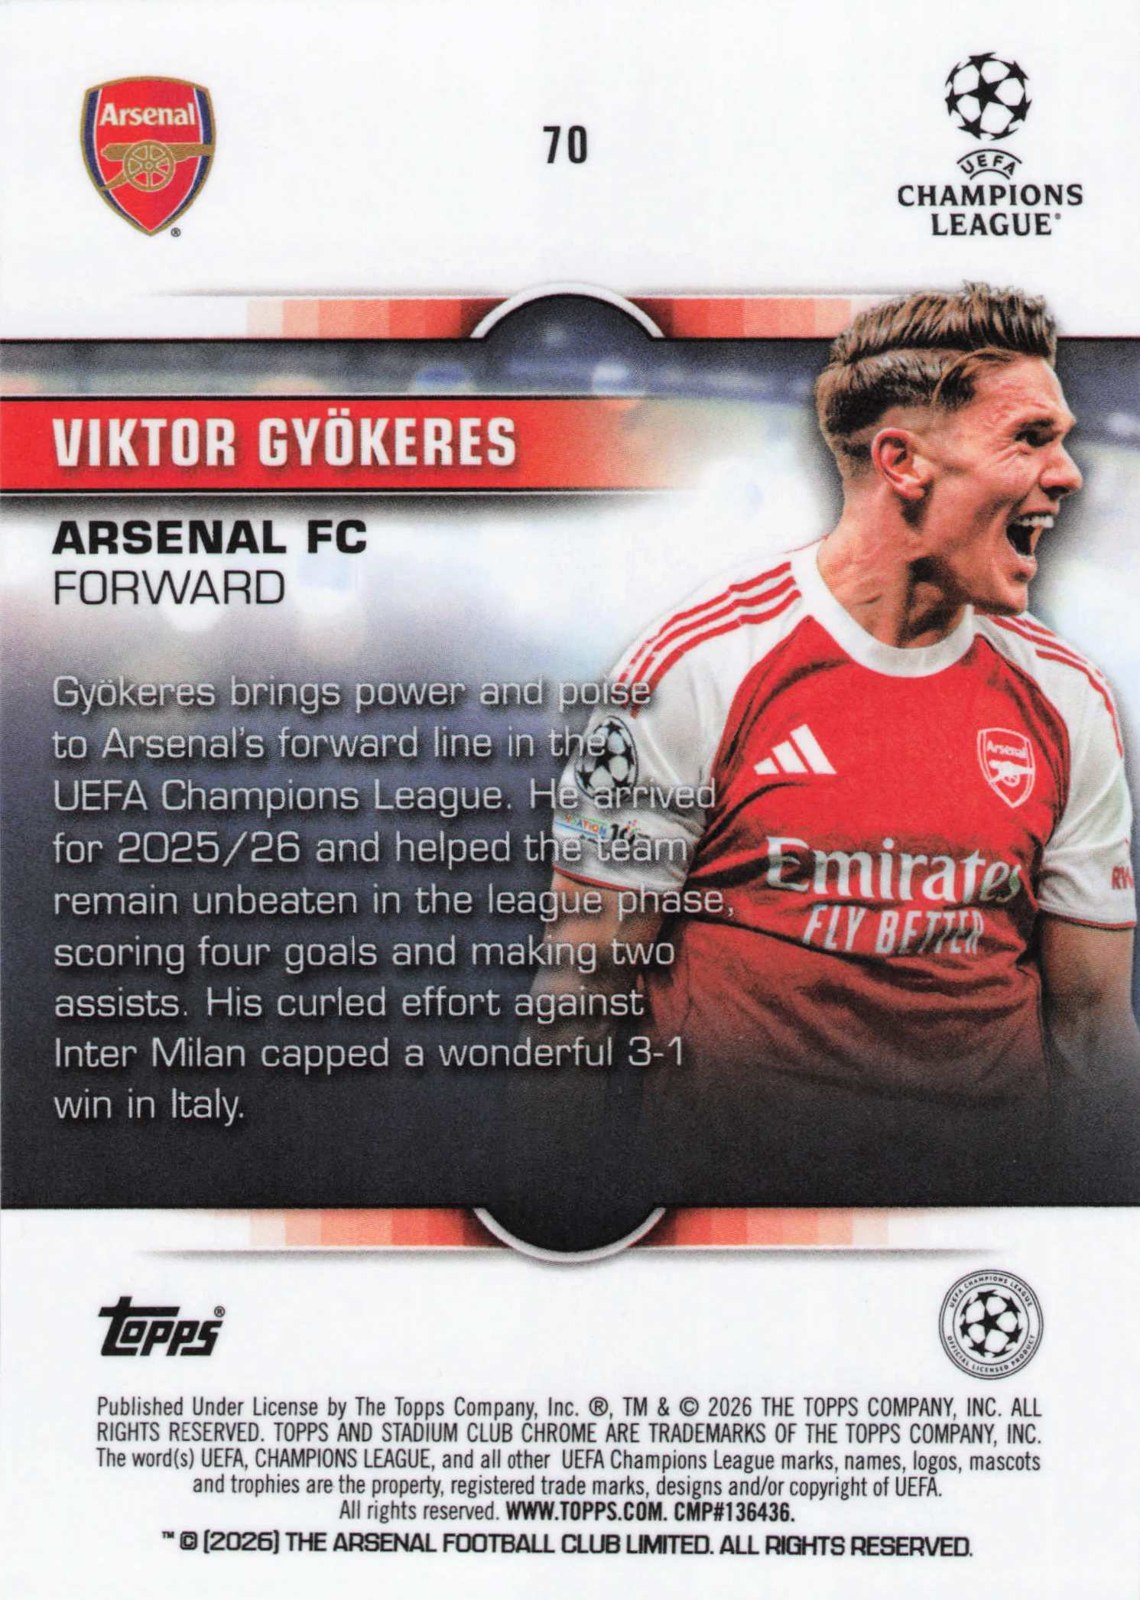 Arsenal
®
70
UEFA
CHAMPIONS
LEAGUE®
VIKTOR GYÖKERES
ARSENAL FC
FORWARD
Gyökeres brings power and poise
to Arsenal's forward line in the
UEFA Champions League. He arrived
for 2025/26 and helped the team
remain unbeaten in the league phase,
scoring four goals and making two
assists. His curled effort against
Inter Milan capped a wonderful 3-1
win in Italy.
Arsenal
Emirates
FLY BETTER
TOPPS®
UEFA CHAMPIONS LEAGUE
OFFICIAL LICENSED PRODUCT
Published Under License by The Topps Company, Inc. ®, TM & © 2026 THE TOPPS COMPANY, INC. ALL
RIGHTS RESERVED. TOPPS AND STADIUM CLUB CHROME ARE TRADEMARKS OF THE TOPPS COMPANY, INC.
The word(s) UEFA, CHAMPIONS LEAGUE, and all other UEFA Champions League marks, names, logos, mascots
and trophies are the property, registered trade marks, designs and/or copyright of UEFA.
All rights reserved. WWW.TOPPS.COM. CMP#136436.
™ © [2026] THE ARSENAL FOOTBALL CLUB LIMITED. ALL RIGHTS RESERVED.